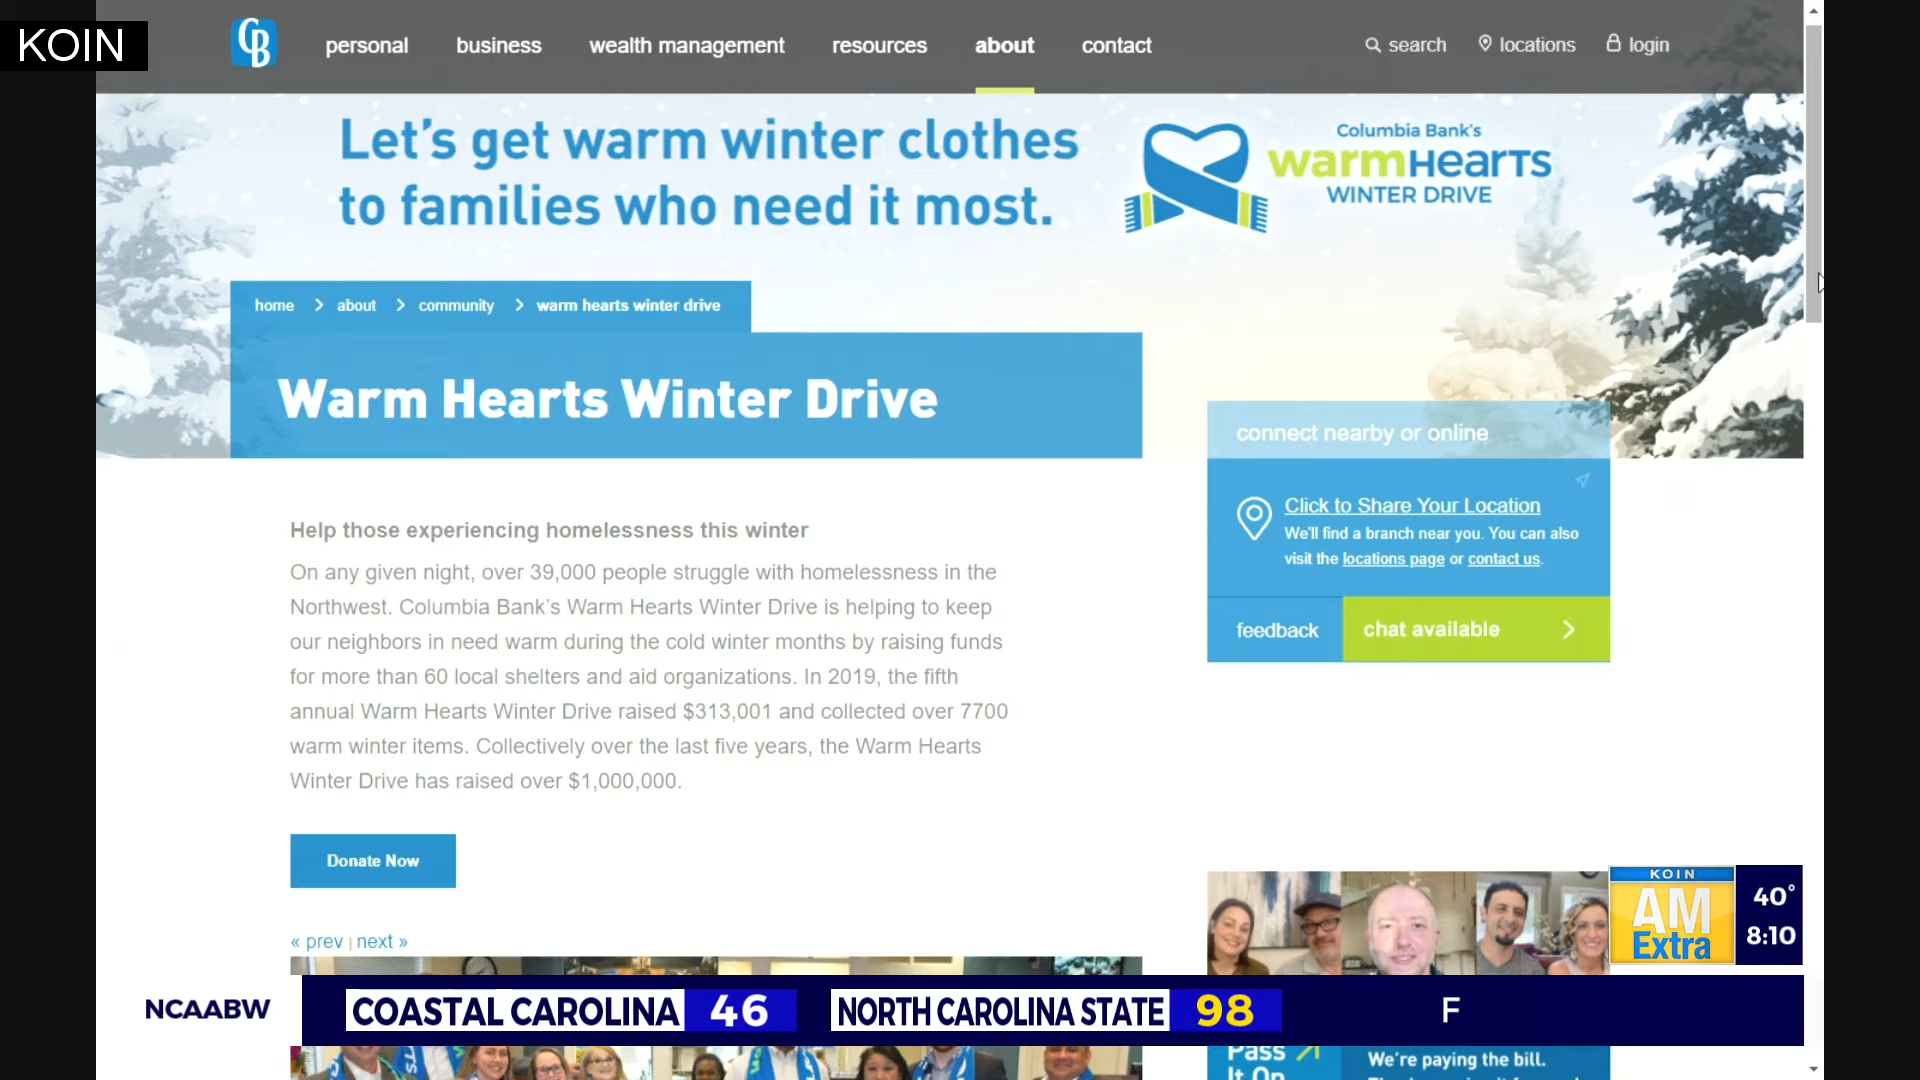 KOIN
CB
personal business wealth management resources about contact
search locations login
Let's get warm winter clothes
to families who need it most.
Columbia Bank's
warmHearts
WINTER DRIVE
home > about > community > warm hearts winter drive
Warm Hearts Winter Drive
connect nearby or online
Click to Share Your Location
We'll find a branch near you. You can also
visit the locations page or contact us.
feedback
chat available >
Help those experiencing homelessness this winter
On any given night, over 39,000 people struggle with homelessness in the
Northwest. Columbia Bank's Warm Hearts Winter Drive is helping to keep
our neighbors in need warm during the cold winter months by raising funds
for more than 60 local shelters and aid organizations. In 2019, the fifth
annual Warm Hearts Winter Drive raised $313,001 and collected over 7700
warm winter items. Collectively over the last five years, the Warm Hearts
Winter Drive has raised over $1,000,000.
Donate Now
« prev | next »
KOIN
AM
Extra
40°
8:10
NCAABW COASTAL CAROLINA 46 NORTH CAROLINA STATE 98 F
Pass
It On
We're paying the bill.